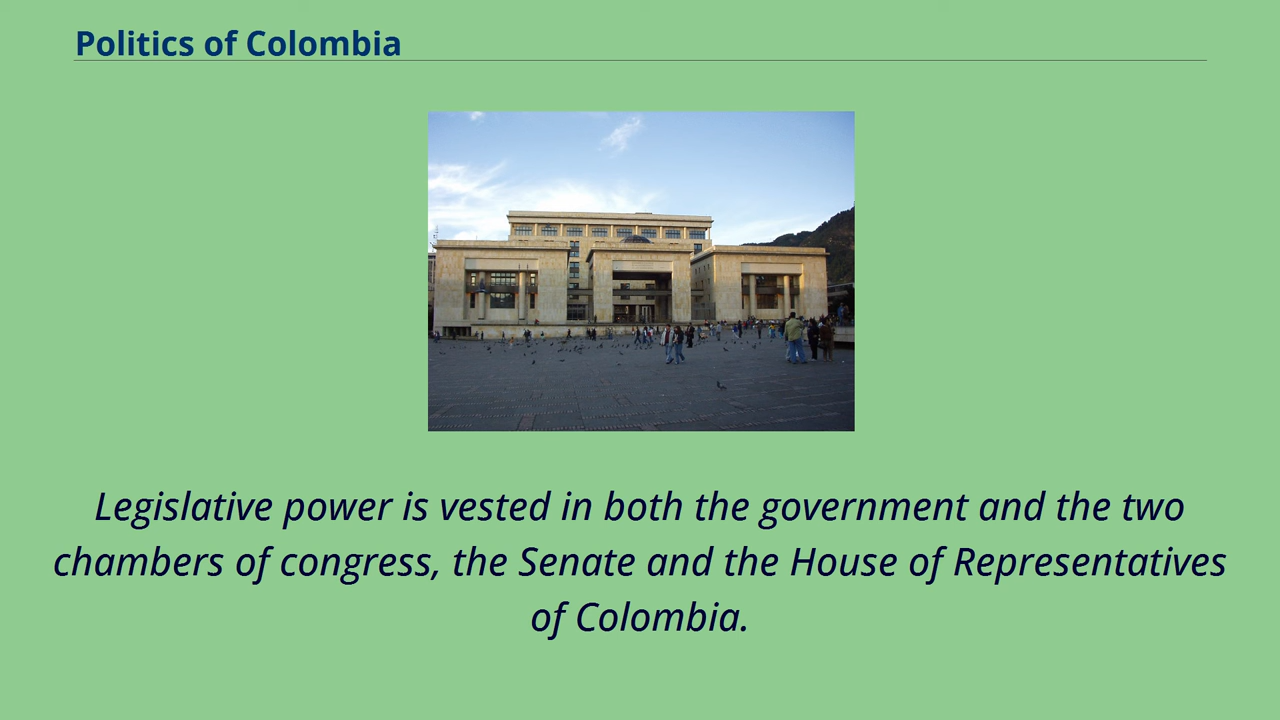 Politics of Colombia
Legislative power is vested in both the government and the two
chambers of congress, the Senate and the House of Representatives
of Colombia.